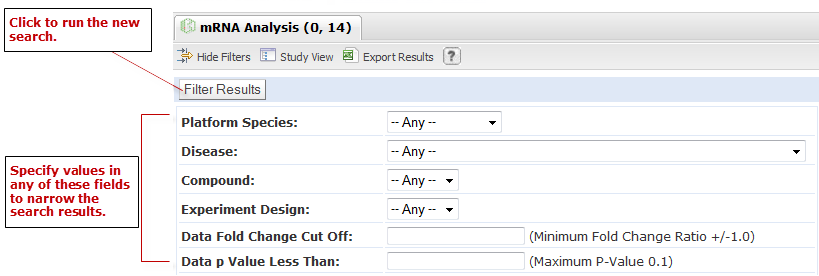 Click to run the new
search.
mRNA Analysis (0, 14)
Hide Filters Study View Export Results ?
Filter Results
Specify values in
any of these fields
to narrow the
search results.
Platform Species: -- Any --
Disease: -- Any --
Compound: -- Any --
Experiment Design: -- Any --
Data Fold Change Cut Off: (Minimum Fold Change Ratio +/-1.0)
Data p Value Less Than: (Maximum P-Value 0.1)